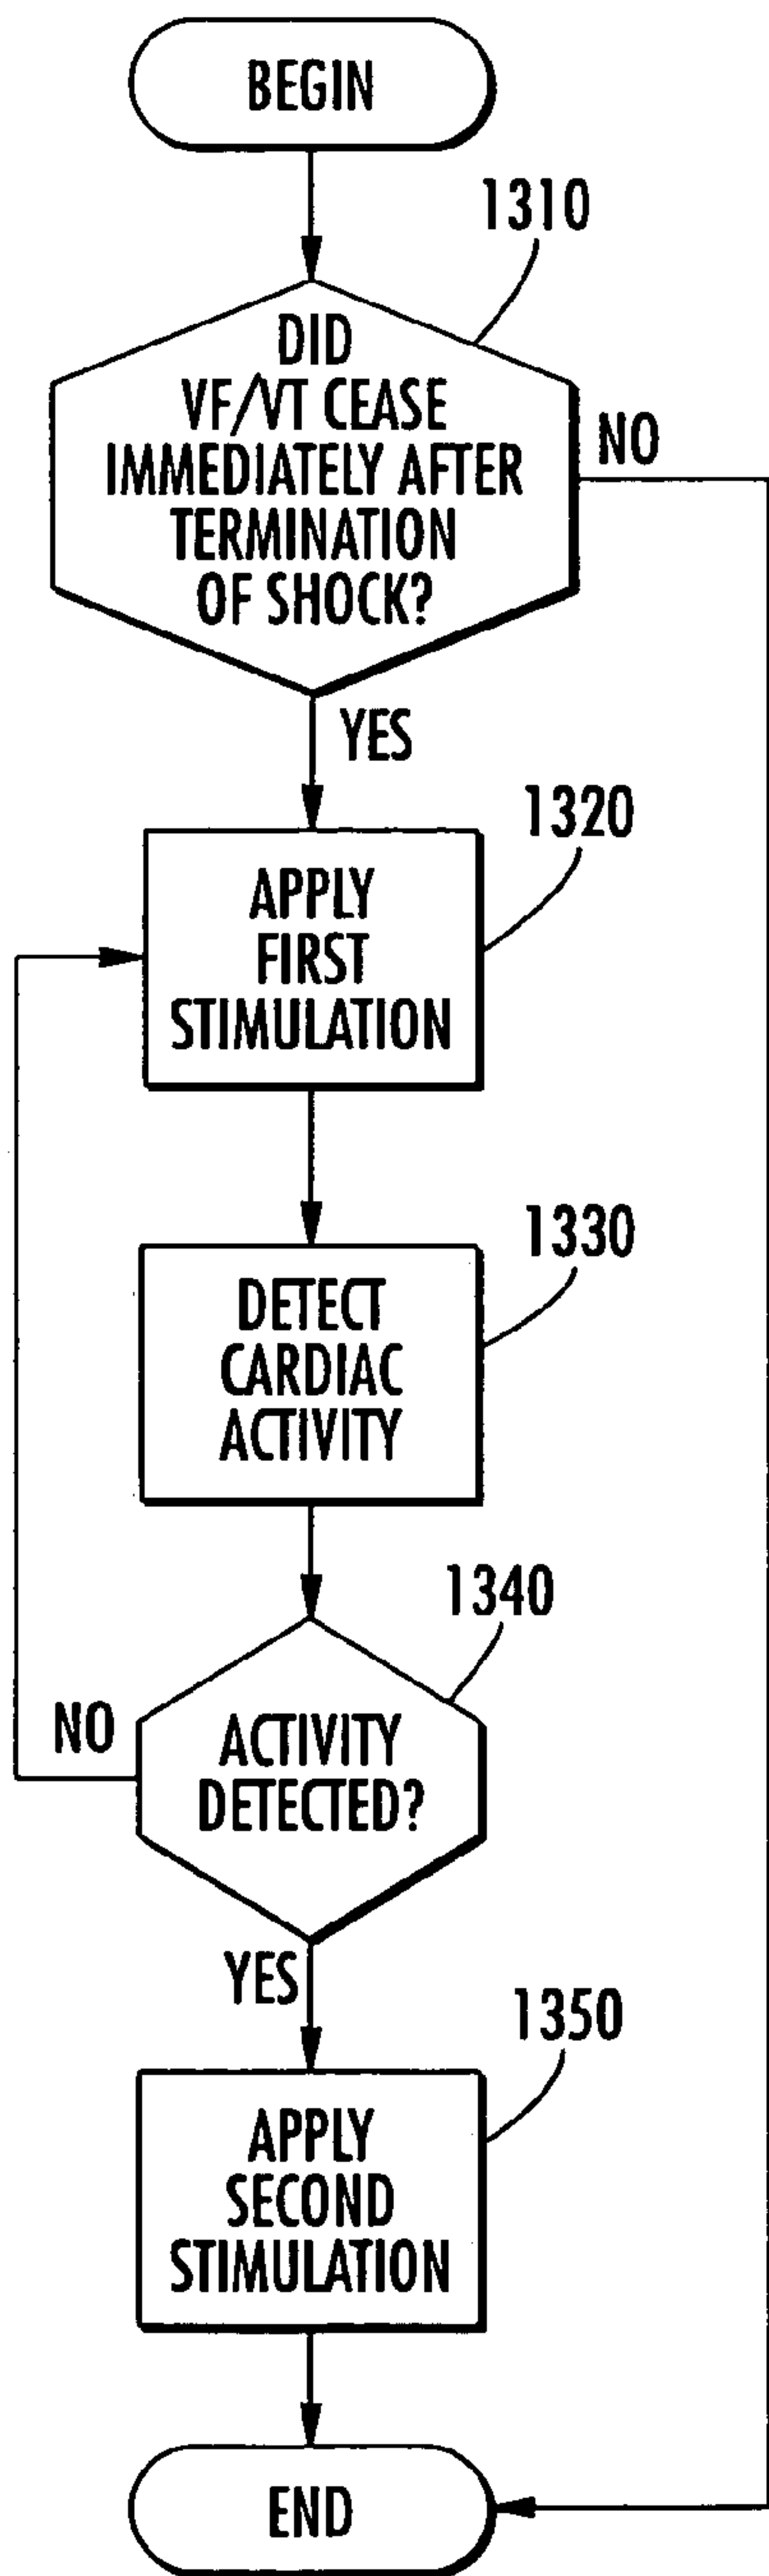 BEGIN
1310
DID
VF/VT CEASE
IMMEDIATELY AFTER
TERMINATION
OF SHOCK?
NO
YES
1320
APPLY
FIRST
STIMULATION
1330
DETECT
CARDIAC
ACTIVITY
1340
NO
ACTIVITY
DETECTED?
YES
1350
APPLY
SECOND
STIMULATION
END